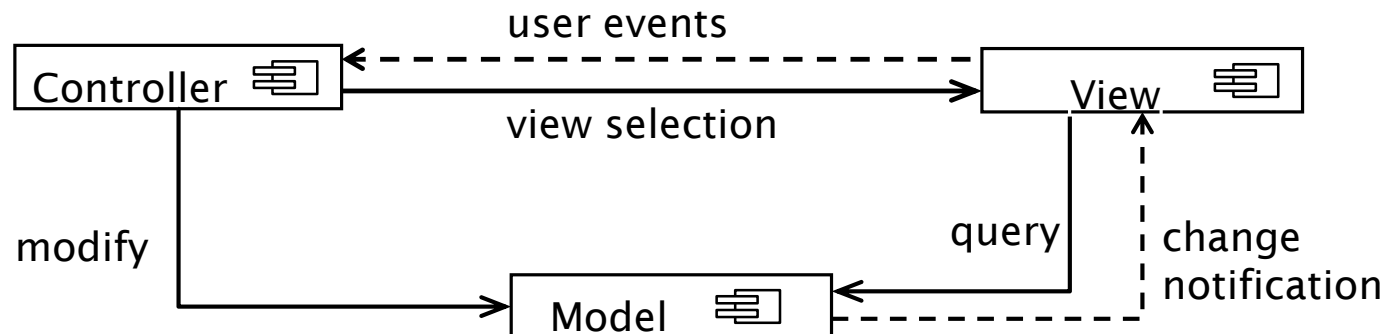 user events
Controller
View
view selection
modify
query
change
notification
Model